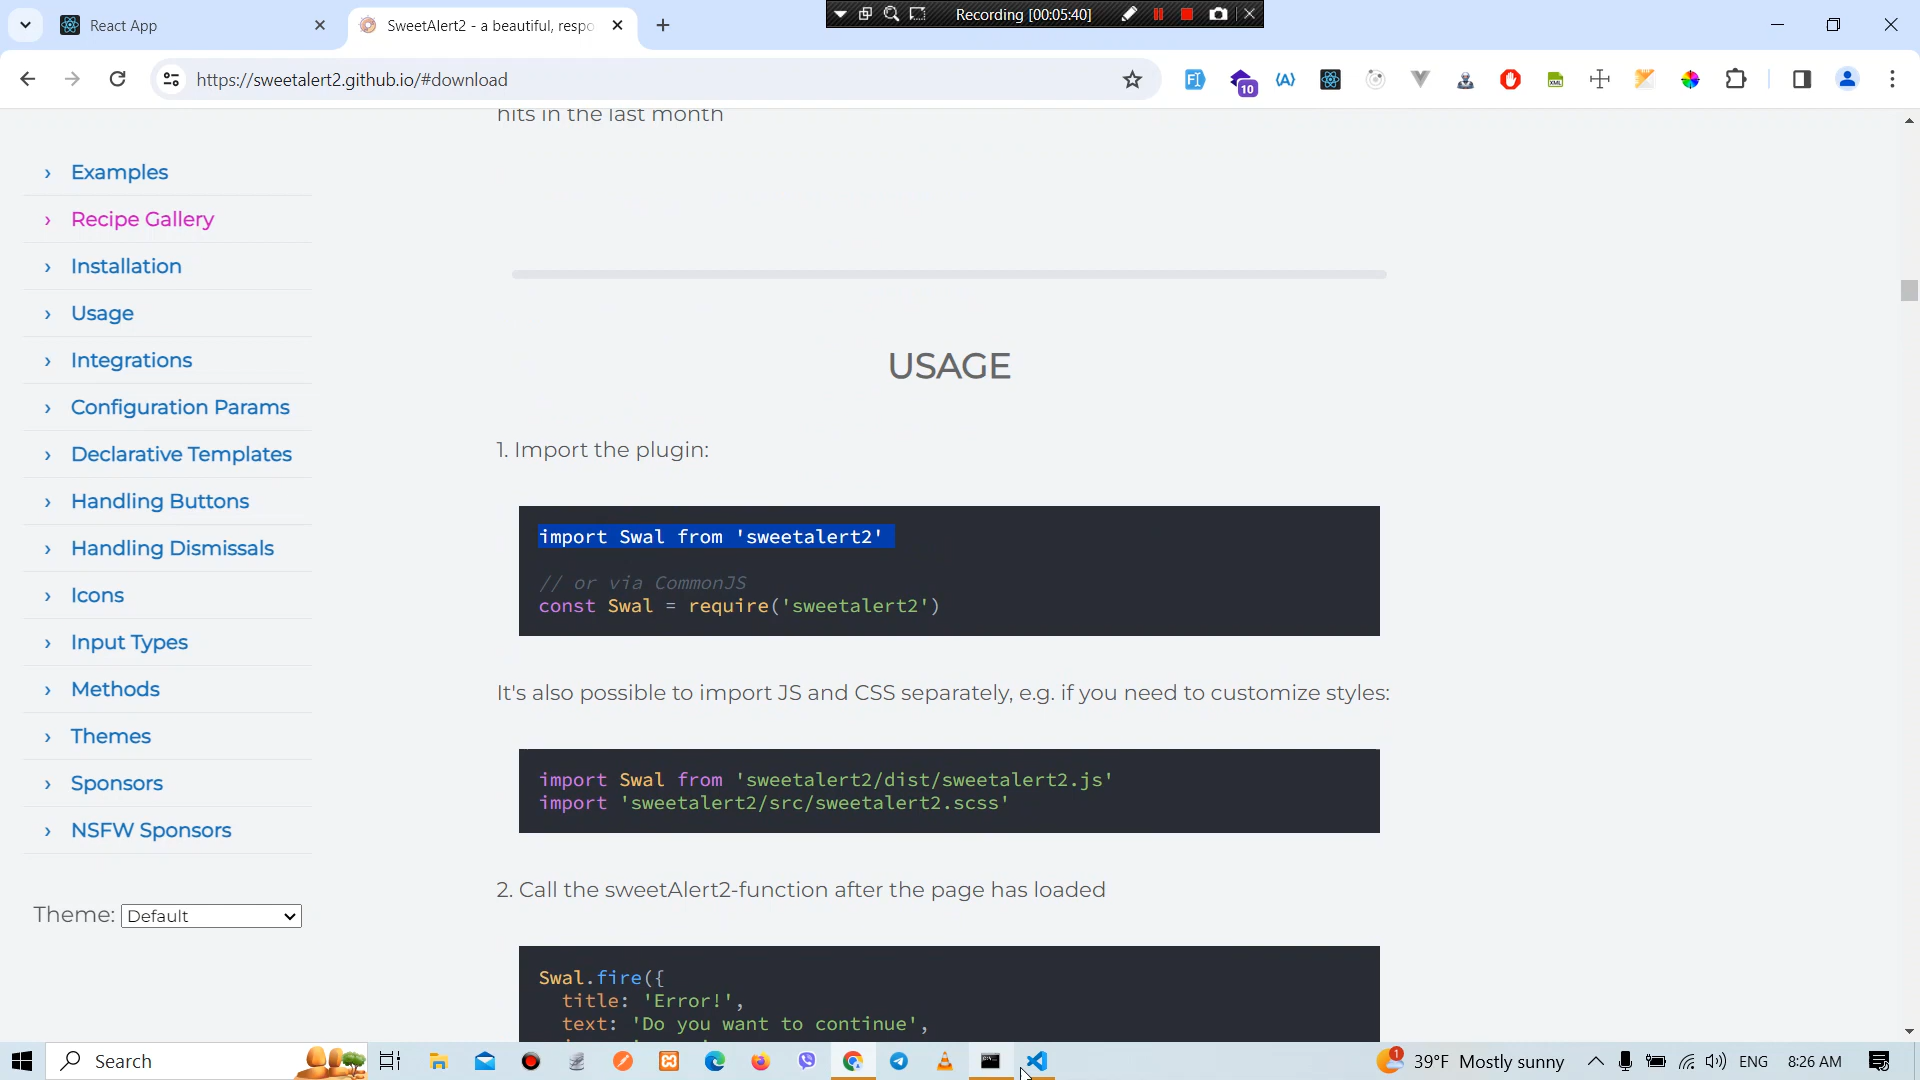 React App
SweetAlert2 - a beautiful, respo
Recording [00:05:40]
https://sweetalert2.github.io/#download
10
hits in the last month
› Examples
› Recipe Gallery
› Installation
› Usage
› Integrations
› Configuration Params
› Declarative Templates
› Handling Buttons
› Handling Dismissals
› Icons
› Input Types
› Methods
› Themes
› Sponsors
› NSFW Sponsors
Theme: Default
USAGE
1. Import the plugin:
import Swal from 'sweetalert2'
// or via CommonJS
const Swal = require('sweetalert2')
It's also possible to import JS and CSS separately, e.g. if you need to customize styles:
import Swal from 'sweetalert2/dist/sweetalert2.js'
import 'sweetalert2/src/sweetalert2.scss'
2. Call the sweetAlert2-function after the page has loaded
Swal.fire({
title: 'Error!',
text: 'Do you want to continue',
Search
1
39°F Mostly sunny
ENG
8:26 AM